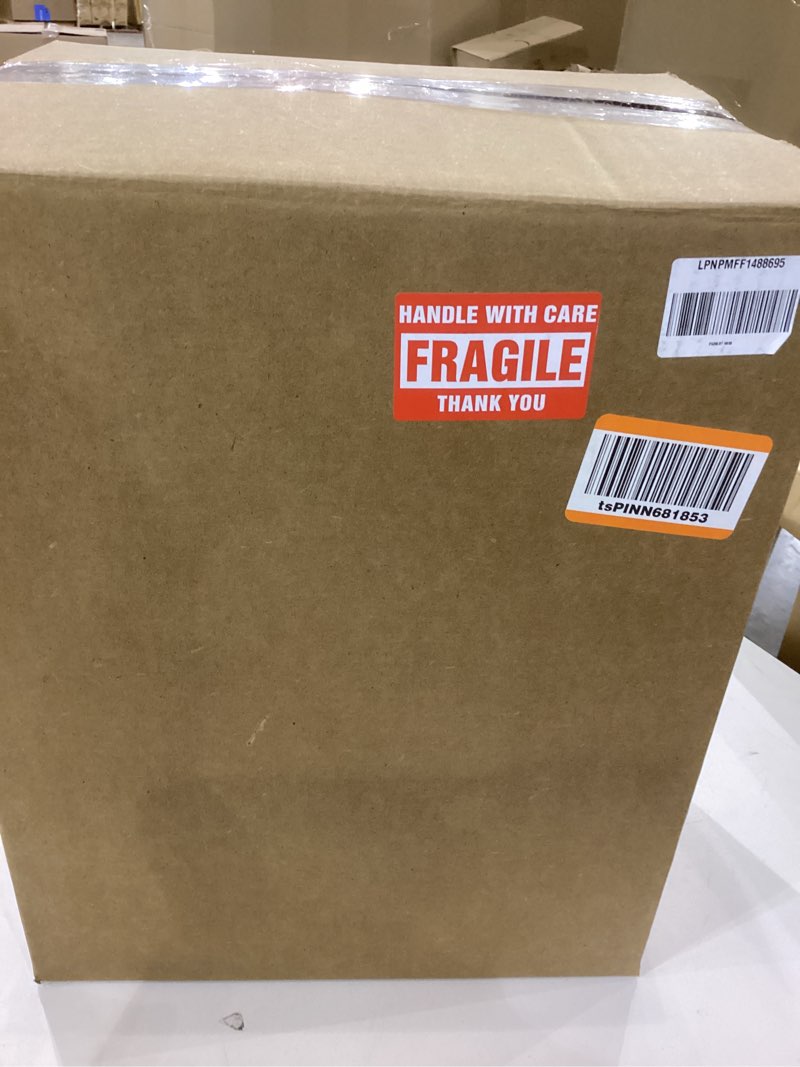 LPNPMFF1488695
HANDLE WITH CARE
FRAGILE
THANK YOU
tsPINN681853